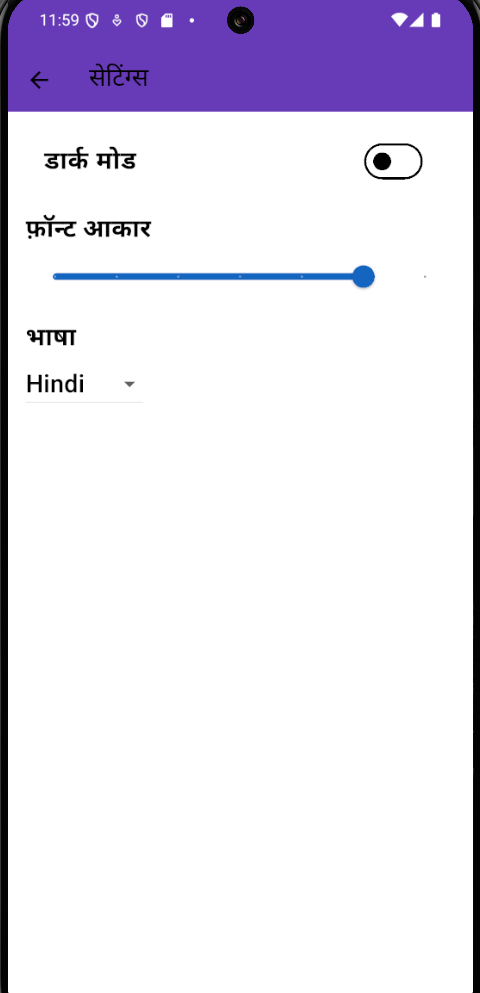 11:59
सेटिंग्स
डार्क मोड
फ़ॉन्ट आकार
भाषा
Hindi